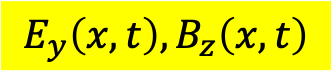 E_y(x, t), B_z(x, t)